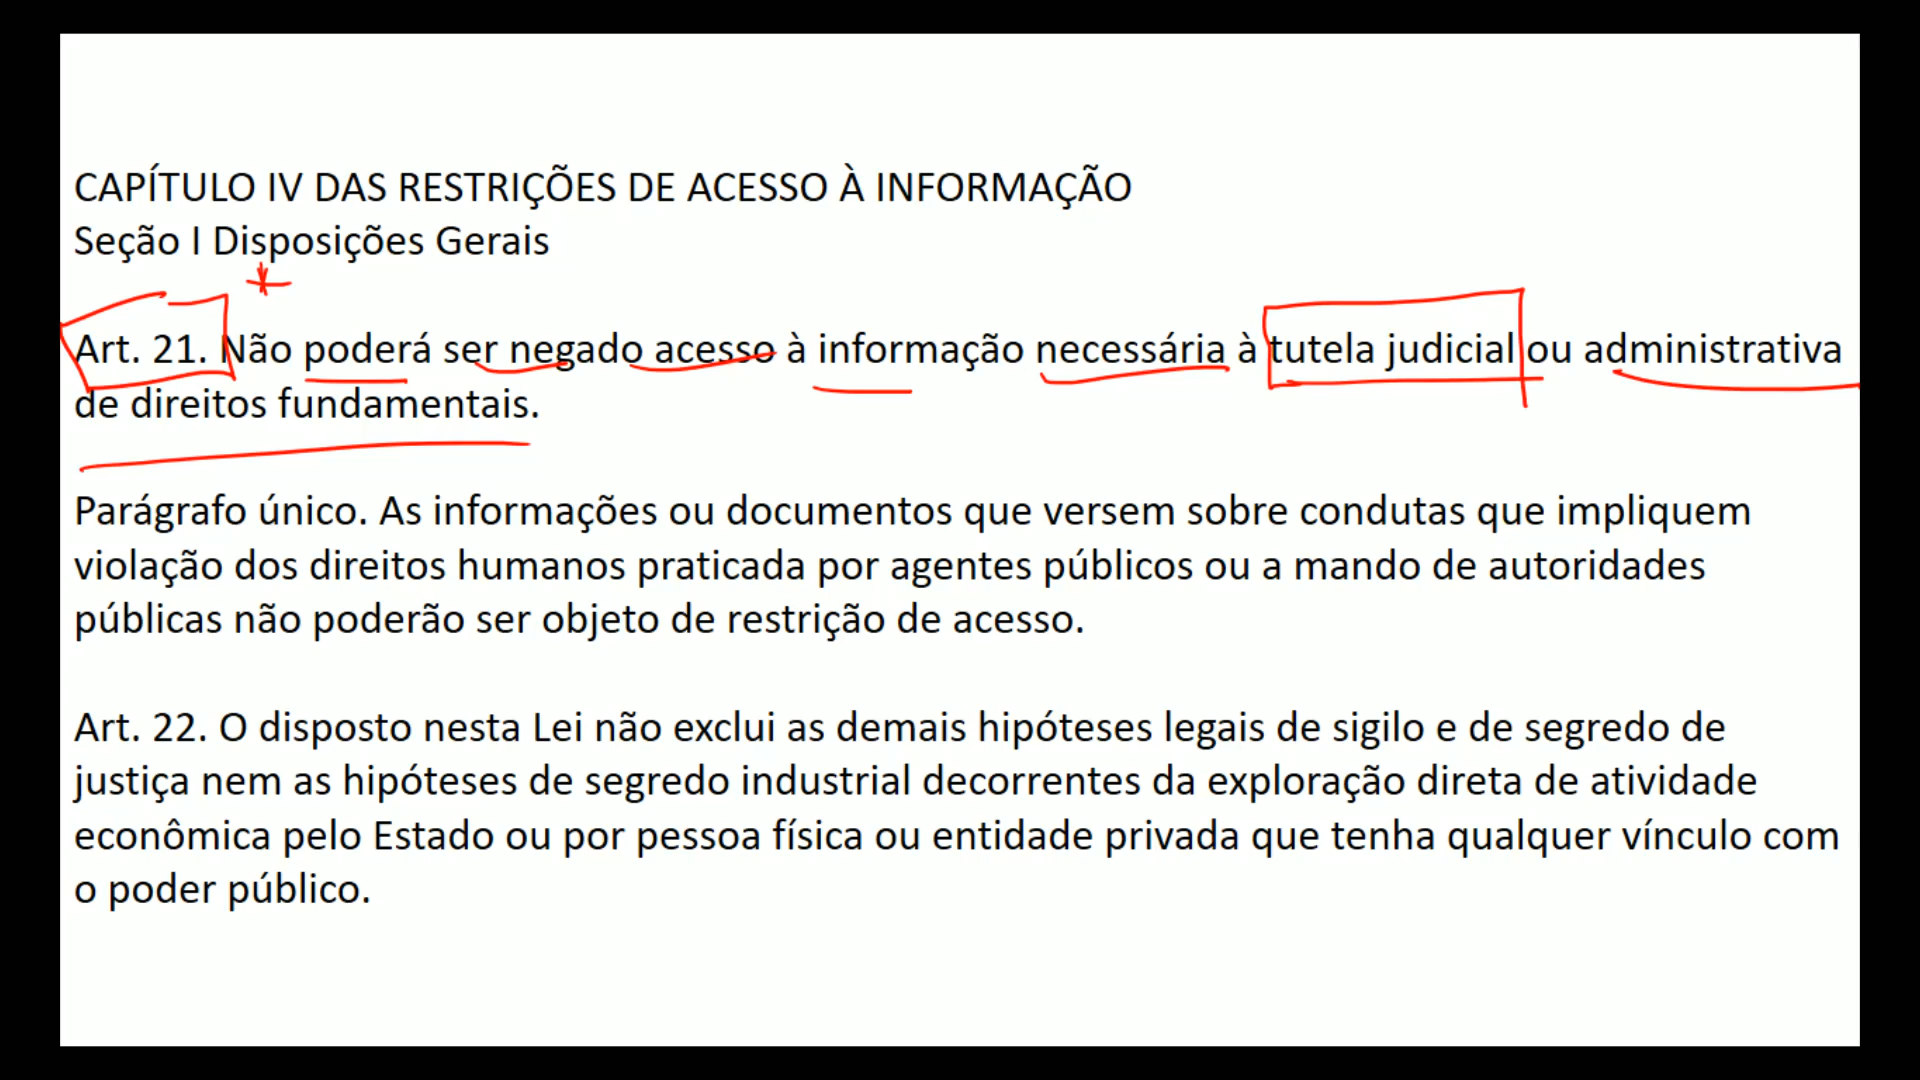 CAPÍTULO IV DAS RESTRIÇÕES DE ACESSO À INFORMAÇÃO
Seção I Disposições Gerais
Art. 21. Não poderá ser negado acesso à informação necessária à tutela judicial ou administrativa
de direitos fundamentais.
Parágrafo único. As informações ou documentos que versem sobre condutas que impliquem
violação dos direitos humanos praticada por agentes públicos ou a mando de autoridades
públicas não poderão ser objeto de restrição de acesso.
Art. 22. O disposto nesta Lei não exclui as demais hipóteses legais de sigilo e de segredo de
justiça nem as hipóteses de segredo industrial decorrentes da exploração direta de atividade
econômica pelo Estado ou por pessoa física ou entidade privada que tenha qualquer vínculo com
o poder público.